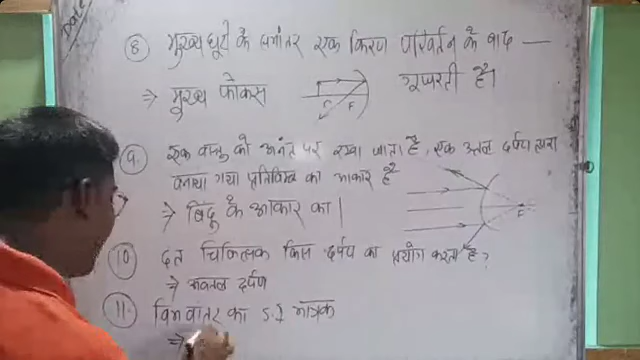 Date
8. मुख्य धुरी के समांतर एक किरण परिवर्तन के बाद —
गुजरती है।
⇒ मुख्य फोकस
C F
9. एक वस्तु को अनंत पर रखा जाता है, एक उत्तल दर्पण द्वारा
बनाया गया प्रतिबिम्ब का आकार है
⇒ बिंदु के आकार का |
F
10. दंत चिकित्सक किस दर्पण का प्रयोग करता है?
⇒ अवतल दर्पण
11. विभवांतर का S.I मात्रक
⇒